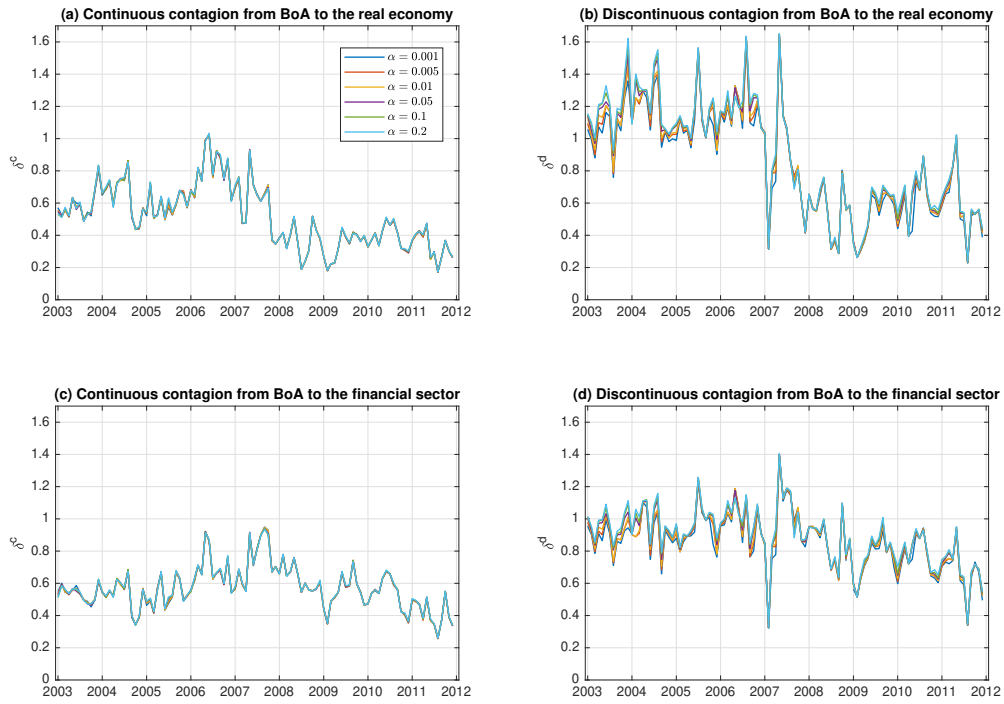 (a) Continuous contagion from BoA to the real economy
1.6
1.4
1.2
1
0.8
0.6
0.4
0.2
0
δc
α = 0.001
α = 0.005
α = 0.01
α = 0.05
α = 0.1
α = 0.2
2003 2004 2005 2006 2007 2008 2009 2010 2011 2012
(b) Discontinuous contagion from BoA to the real economy
1.6
1.4
1.2
1
0.8
0.6
0.4
0.2
0
δd
2003 2004 2005 2006 2007 2008 2009 2010 2011 2012
(c) Continuous contagion from BoA to the financial sector
1.6
1.4
1.2
1
0.8
0.6
0.4
0.2
0
δc
2003 2004 2005 2006 2007 2008 2009 2010 2011 2012
(d) Discontinuous contagion from BoA to the financial sector
1.6
1.4
1.2
1
0.8
0.6
0.4
0.2
0
δd
2003 2004 2005 2006 2007 2008 2009 2010 2011 2012